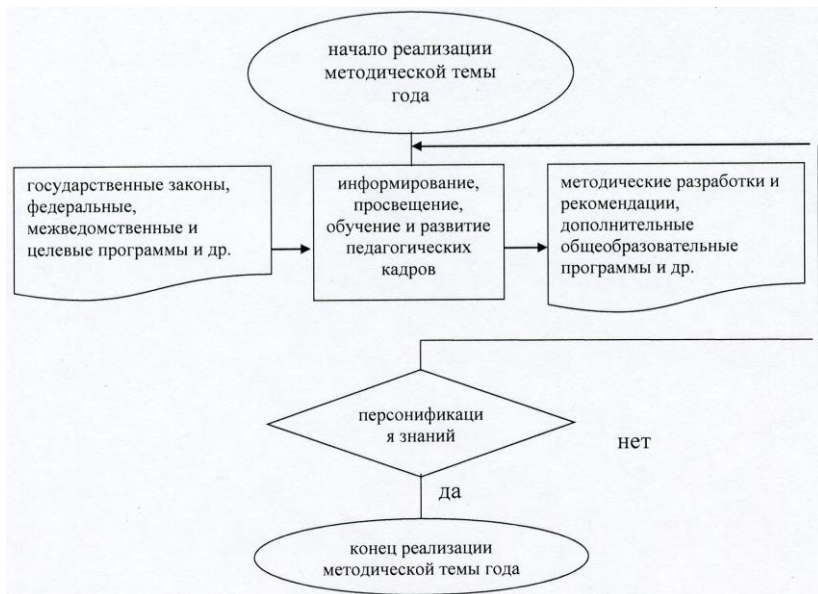 начало реализации
методической темы
года
государственные законы,
федеральные,
межведомственные и
целевые программы и др.
информирование,
просвещение,
обучение и развитие
педагогических
кадров
методические разработки и
рекомендации,
дополнительные
общеобразовательные
программы и др.
персонификаци
я знаний
нет
да
конец реализации
методической темы года